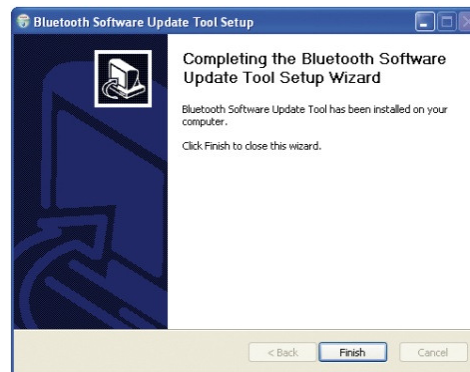 Bluetooth Software Update Tool Setup
Completing the Bluetooth Software
Update Tool Setup Wizard
Bluetooth Software Update Tool has been installed on your
computer.
Click Finish to close this wizard.
< Back
Finish
Cancel